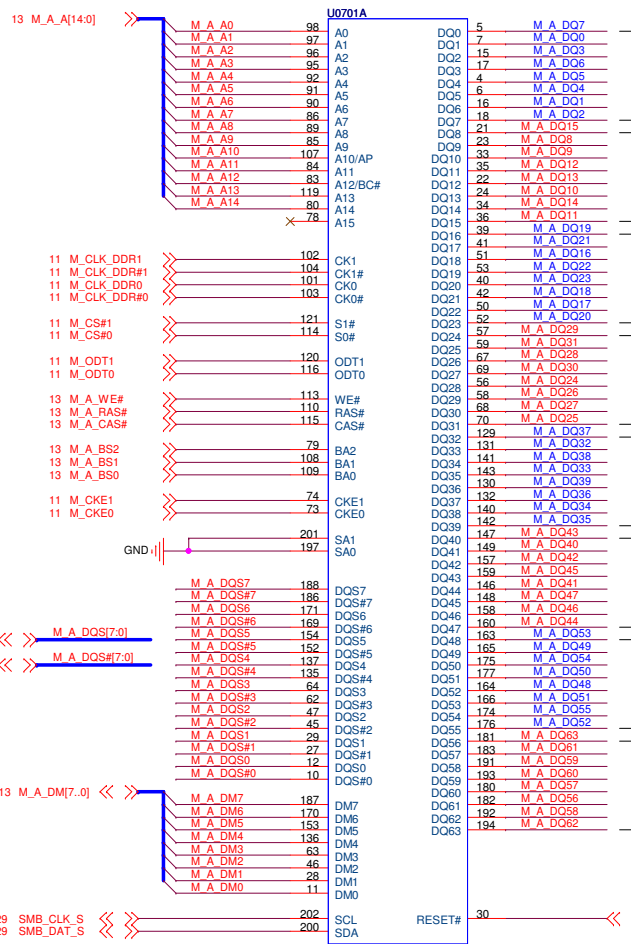 U0701A
13 M_A_A[14:0]
M_A_A0 98 A0 DQ0 5 M_A_DQ7
M_A_A1 97 A1 DQ1 7 M_A_DQ0
M_A_A2 96 A2 DQ2 15 M_A_DQ3
M_A_A3 95 A3 DQ3 17 M_A_DQ6
M_A_A4 92 A4 DQ4 4 M_A_DQ5
M_A_A5 91 A5 DQ5 6 M_A_DQ4
M_A_A6 90 A6 DQ6 16 M_A_DQ1
M_A_A7 86 A7 DQ7 18 M_A_DQ2
M_A_A8 89 A8 DQ8 21 M_A_DQ15
M_A_A9 85 A9 DQ9 23 M_A_DQ8
M_A_A10 107 A10/AP DQ10 33 M_A_DQ9
M_A_A11 84 A11 DQ11 35 M_A_DQ12
M_A_A12 83 A12/BC# DQ12 22 M_A_DQ13
M_A_A13 119 A13 DQ13 24 M_A_DQ10
M_A_A14 80 A14 DQ14 34 M_A_DQ14
78 A15 DQ15 36 M_A_DQ11
DQ16 39 M_A_DQ19
DQ17 41 M_A_DQ21
11 M_CLK_DDR1 102 CK1 DQ18 51 M_A_DQ16
11 M_CLK_DDR#1 104 CK1# DQ19 53 M_A_DQ22
11 M_CLK_DDR0 101 CK0 DQ20 40 M_A_DQ23
11 M_CLK_DDR#0 103 CK0# DQ21 42 M_A_DQ18
DQ22 50 M_A_DQ17
11 M_CS#1 121 S1# DQ23 52 M_A_DQ20
11 M_CS#0 114 S0# DQ24 57 M_A_DQ29
DQ25 59 M_A_DQ31
11 M_ODT1 120 ODT1 DQ26 67 M_A_DQ28
11 M_ODT0 116 ODT0 DQ27 69 M_A_DQ30
DQ28 56 M_A_DQ24
13 M_A_WE# 113 WE# DQ29 58 M_A_DQ26
13 M_A_RAS# 110 RAS# DQ30 68 M_A_DQ27
13 M_A_CAS# 115 CAS# DQ31 70 M_A_DQ25
DQ32 129 M_A_DQ37
13 M_A_BS2 79 BA2 DQ33 131 M_A_DQ32
13 M_A_BS1 108 BA1 DQ34 141 M_A_DQ38
13 M_A_BS0 109 BA0 DQ35 143 M_A_DQ33
DQ36 130 M_A_DQ39
11 M_CKE1 74 CKE1 DQ37 132 M_A_DQ36
11 M_CKE0 73 CKE0 DQ38 140 M_A_DQ34
DQ39 142 M_A_DQ35
201 SA1 DQ40 147 M_A_DQ43
GND 197 SA0 DQ41 149 M_A_DQ40
DQ42 157 M_A_DQ42
DQ43 159 M_A_DQ45
M_A_DQS7 188 DQS7 DQ44 146 M_A_DQ41
M_A_DQS#7 186 DQS#7 DQ45 148 M_A_DQ47
M_A_DQS6 171 DQS6 DQ46 158 M_A_DQ46
M_A_DQS#6 169 DQS#6 DQ47 160 M_A_DQ44
M_A_DQS[7:0] M_A_DQS5 154 DQS5 DQ48 163 M_A_DQ53
M_A_DQS#5 152 DQS#5 DQ49 165 M_A_DQ49
M_A_DQS#[7:0] M_A_DQS4 137 DQS4 DQ50 175 M_A_DQ54
M_A_DQS#4 135 DQS#4 DQ51 177 M_A_DQ50
M_A_DQS3 64 DQS3 DQ52 164 M_A_DQ48
M_A_DQS#3 62 DQS#3 DQ53 166 M_A_DQ51
M_A_DQS2 47 DQS2 DQ54 174 M_A_DQ55
M_A_DQS#2 45 DQS#2 DQ55 176 M_A_DQ52
M_A_DQS1 29 DQS1 DQ56 181 M_A_DQ63
M_A_DQS#1 27 DQS#1 DQ57 183 M_A_DQ61
M_A_DQS0 12 DQS0 DQ58 191 M_A_DQ59
M_A_DQS#0 10 DQS#0 DQ59 193 M_A_DQ60
13 M_A_DM[7..0] DQ60 180 M_A_DQ57
M_A_DM7 187 DM7 DQ61 182 M_A_DQ56
M_A_DM6 170 DM6 DQ62 192 M_A_DQ58
M_A_DM5 153 DM5 DQ63 194 M_A_DQ62
M_A_DM4 136 DM4
M_A_DM3 63 DM3
M_A_DM2 46 DM2
M_A_DM1 28 DM1
M_A_DM0 11 DM0
29 SMB_CLK_S 202 SCL RESET# 30
29 SMB_DAT_S 200 SDA